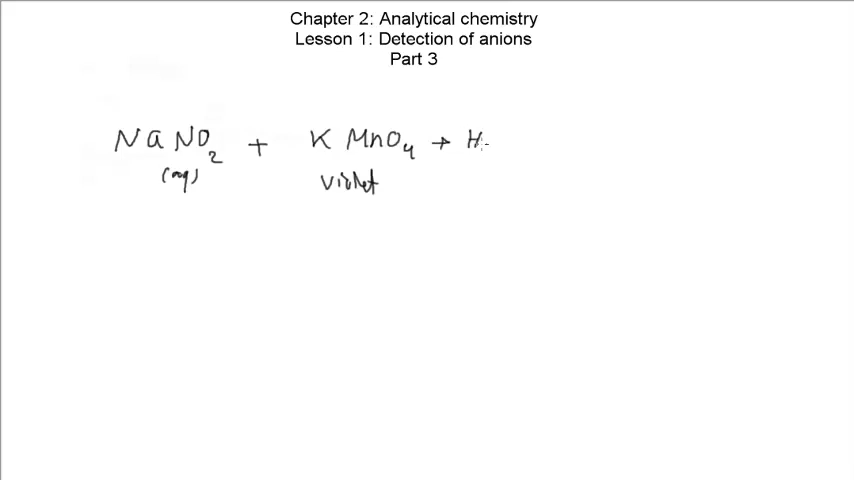 Chapter 2: Analytical chemistry
Lesson 1: Detection of anions
Part 3
NaNO2 + KMnO4 → H
(aq) violet